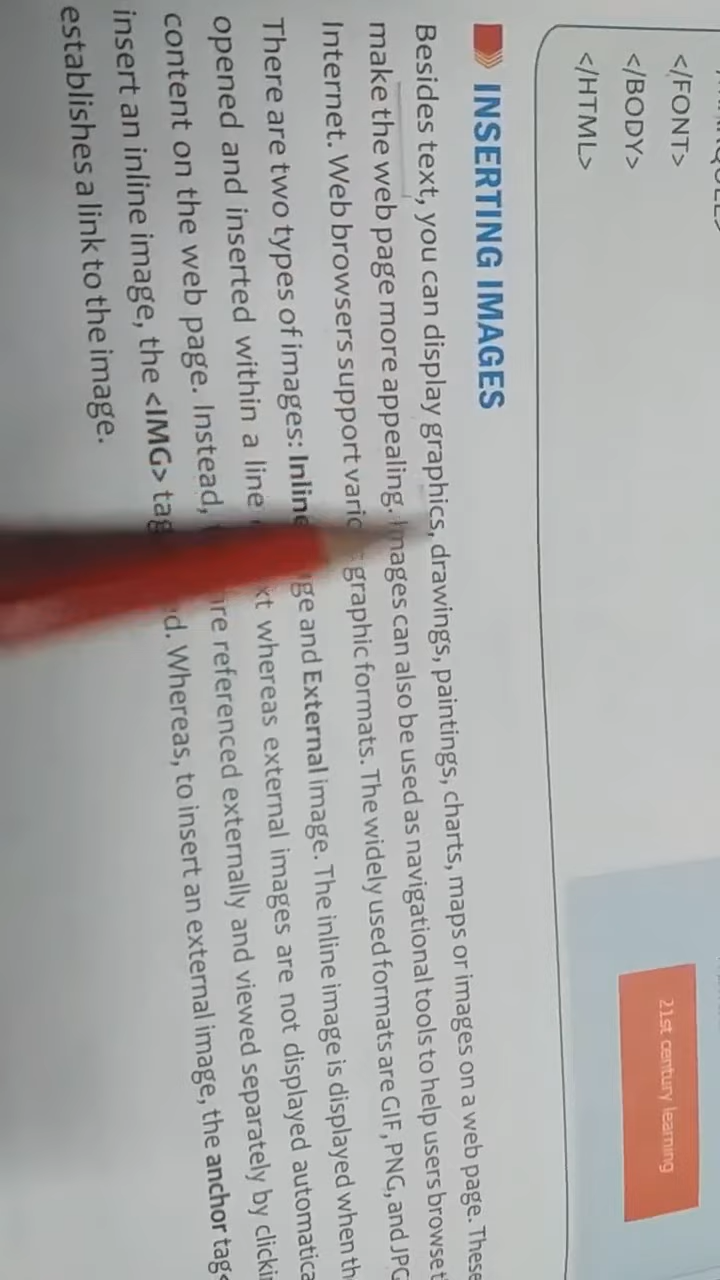 </FONT>
</BODY>
</HTML>
21st century learning
INSERTING IMAGES
Besides text, you can display graphics, drawings, paintings, charts, maps or images on a web page. These
make the web page more appealing. Images can also be used as navigational tools to help users browse
Internet. Web browsers support graphic formats. The widely used formats are GIF, PNG, and JPG
There are two types of images: Inline and External image. The inline image is displayed when
opened and inserted within a line whereas external images are not displayed
content on the web page. Instead, referenced externally and viewed separately by
insert an inline image, the <IMG> tag Whereas, to insert an external image, the anchor tag
establishes a link to the image.